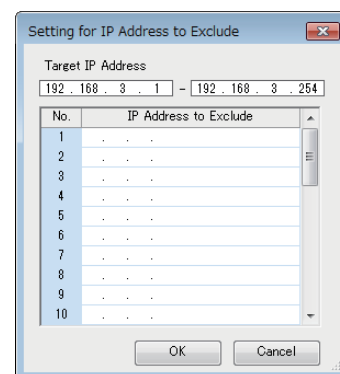 Setting for IP Address to Exclude
Target IP Address
192 . 168 . 3 . 1 - 192 . 168 . 3 . 254
No. IP Address to Exclude
1 . . .
2 . . .
3 . . .
4 . . .
5 . . .
6 . . .
7 . . .
8 . . .
9 . . .
10 . . .
OK Cancel